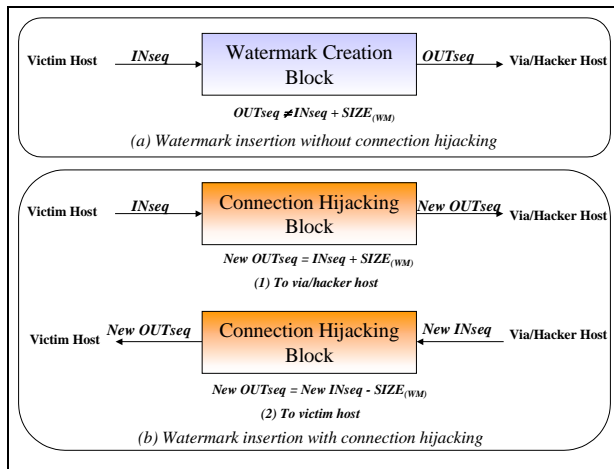 Victim Host INseq Watermark Creation Block OUTseq Via/Hacker Host
OUTseq ≠ INseq + SIZE(WM)
(a) Watermark insertion without connection hijacking
Victim Host INseq Connection Hijacking Block New OUTseq Via/Hacker Host
New OUTseq = INseq + SIZE(WM)
(1) To via/hacker host
Victim Host New OUTseq Connection Hijacking Block New INseq Via/Hacker Host
New OUTseq = New INseq - SIZE(WM)
(2) To victim host
(b) Watermark insertion with connection hijacking